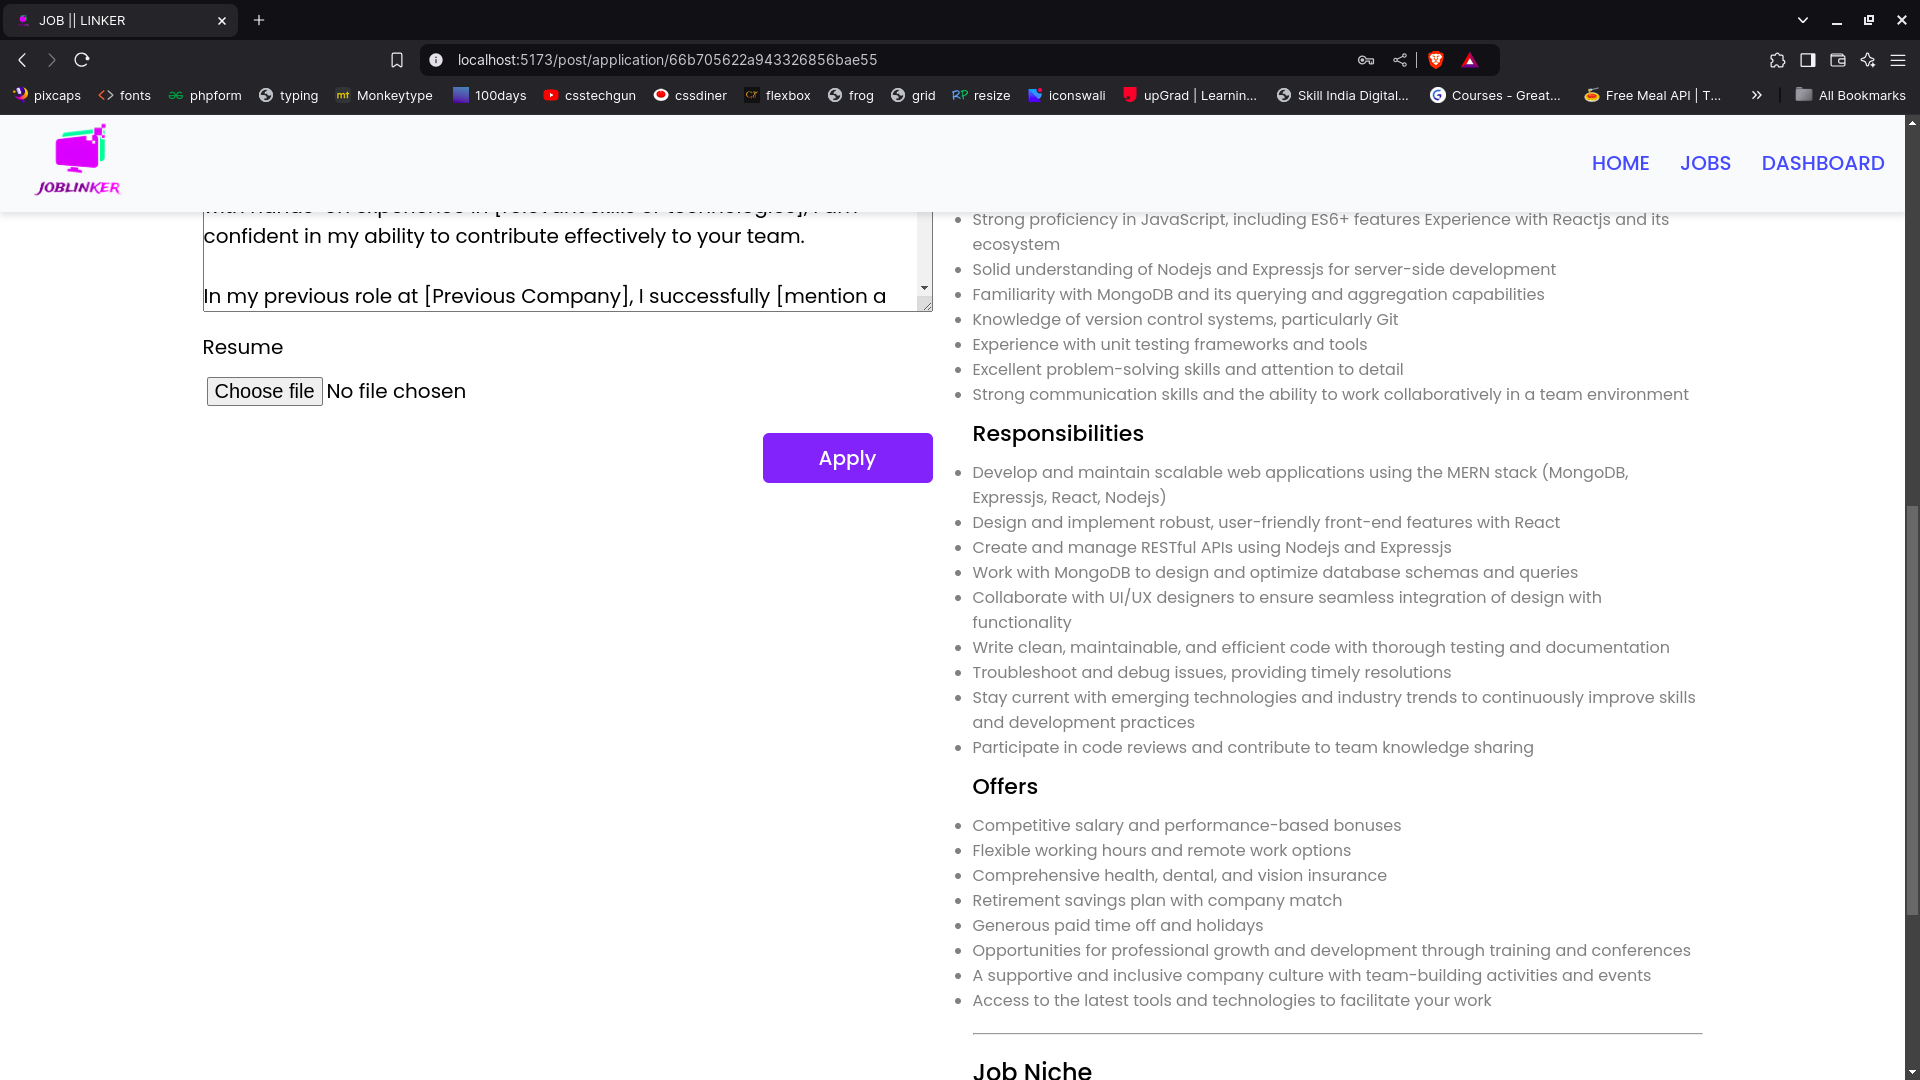 JOB || LINKER
localhost:5173/post/application/66b705622a943326856bae55
pixcaps
fonts
phpform
typing
Monkeytype
100days
csstechgun
cssdiner
flexbox
frog
grid
resize
iconswali
upGrad | Learnin...
Skill India Digital...
Courses - Great...
Free Meal API | T...
All Bookmarks
JOBLINKER
HOME
JOBS
DASHBOARD
with hands-on experience in [relevant skills or technologies], I am
confident in my ability to contribute effectively to your team.
In my previous role at [Previous Company], I successfully [mention a
Resume
Choose file No file chosen
Apply
Strong proficiency in JavaScript, including ES6+ features Experience with Reactjs and its
ecosystem
Solid understanding of Nodejs and Expressjs for server-side development
Familiarity with MongoDB and its querying and aggregation capabilities
Knowledge of version control systems, particularly Git
Experience with unit testing frameworks and tools
Excellent problem-solving skills and attention to detail
Strong communication skills and the ability to work collaboratively in a team environment
Responsibilities
Develop and maintain scalable web applications using the MERN stack (MongoDB,
Expressjs, React, Nodejs)
Design and implement robust, user-friendly front-end features with React
Create and manage RESTful APIs using Nodejs and Expressjs
Work with MongoDB to design and optimize database schemas and queries
Collaborate with UI/UX designers to ensure seamless integration of design with
functionality
Write clean, maintainable, and efficient code with thorough testing and documentation
Troubleshoot and debug issues, providing timely resolutions
Stay current with emerging technologies and industry trends to continuously improve skills
and development practices
Participate in code reviews and contribute to team knowledge sharing
Offers
Competitive salary and performance-based bonuses
Flexible working hours and remote work options
Comprehensive health, dental, and vision insurance
Retirement savings plan with company match
Generous paid time off and holidays
Opportunities for professional growth and development through training and conferences
A supportive and inclusive company culture with team-building activities and events
Access to the latest tools and technologies to facilitate your work
Job Niche